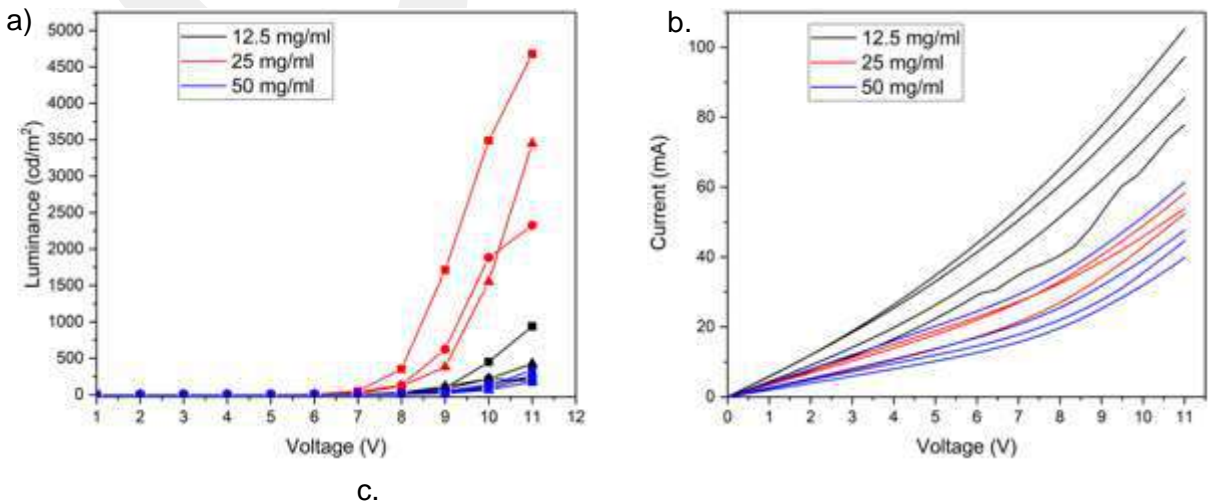 a)
5000
4500
4000
3500
3000
2500
2000
1500
1000
500
0
Luminance (cd/m²)
12.5 mg/ml
25 mg/ml
50 mg/ml
1 2 3 4 5 6 7 8 9 10 11 12
Voltage (V)
b.
100
80
60
40
20
0
Current (mA)
12.5 mg/ml
25 mg/ml
50 mg/ml
0 1 2 3 4 5 6 7 8 9 10 11
Voltage (V)
c.